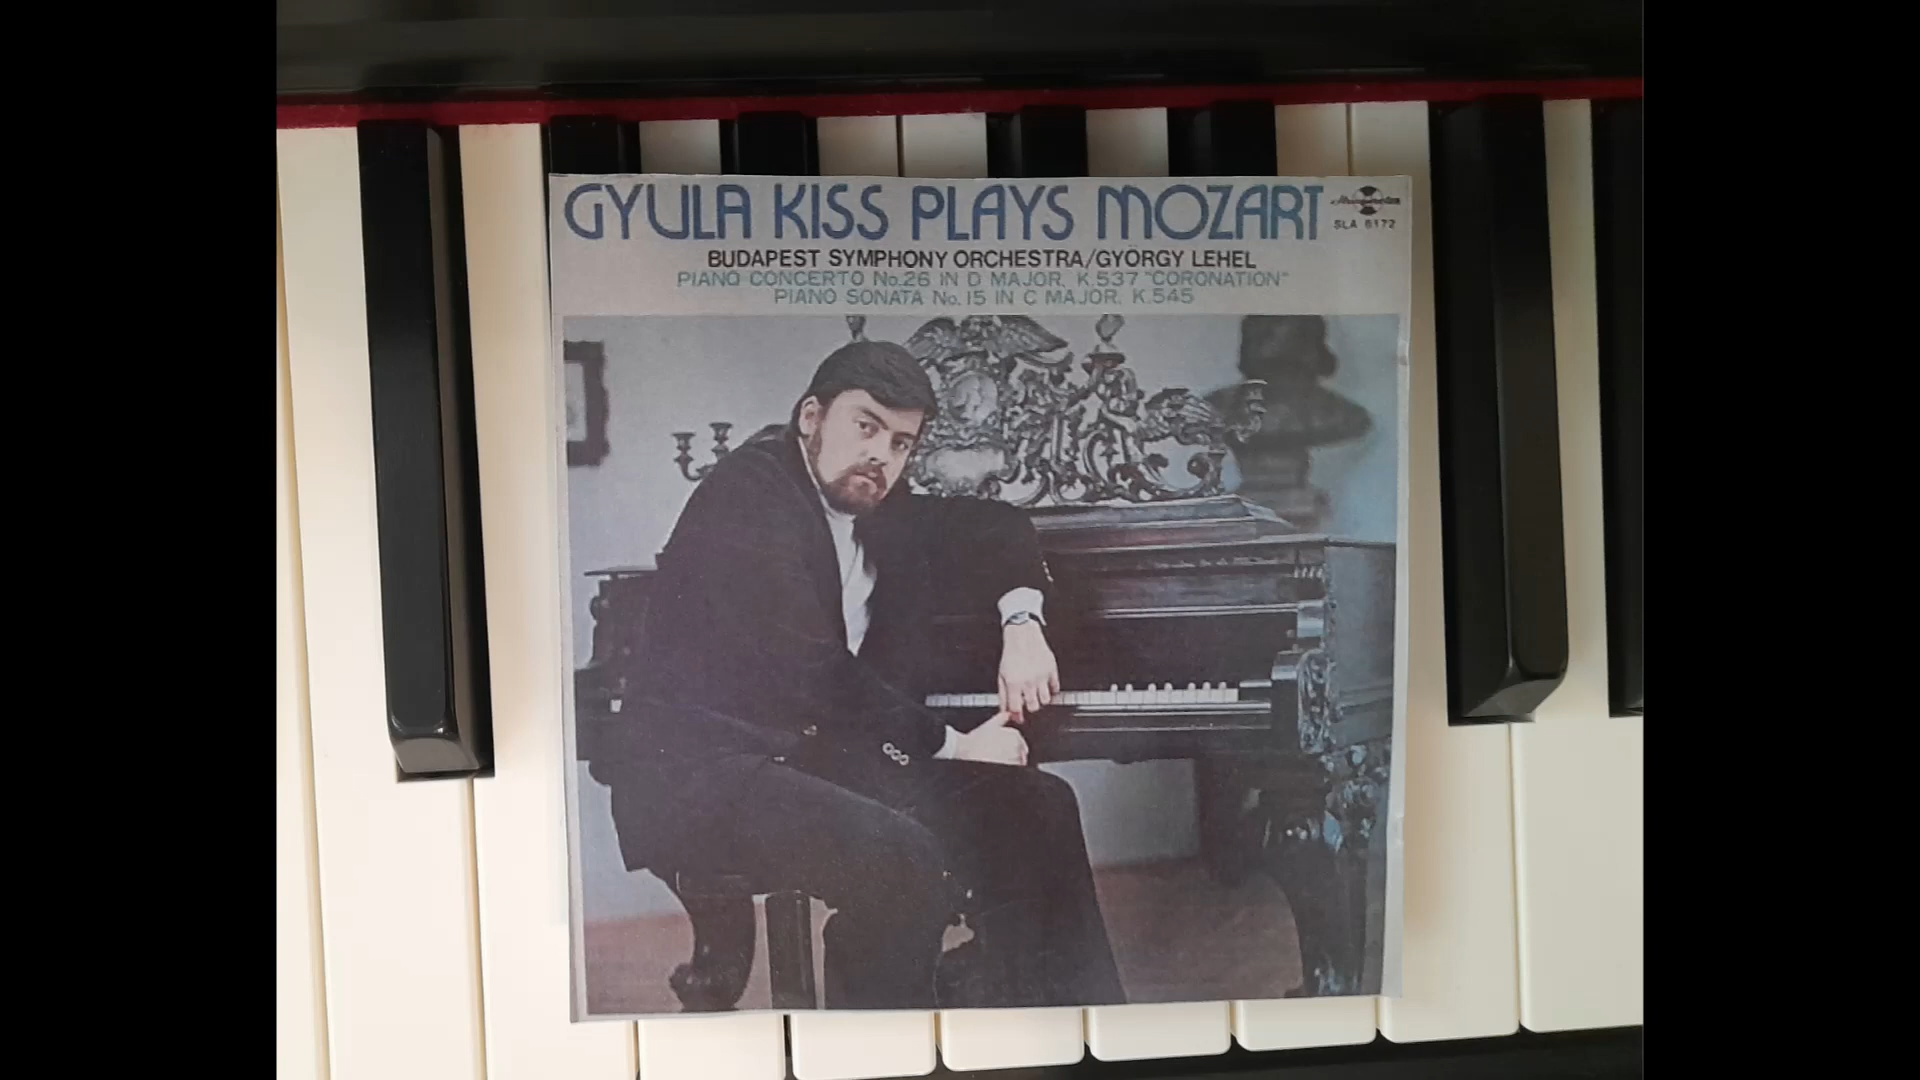 GYULA KISS PLAYS MOZART
Hungaroton
SLA 6172
BUDAPEST SYMPHONY ORCHESTRA/GYÖRGY LEHEL
PIANO CONCERTO No.26 IN D MAJOR, K.537 "CORONATION"
PIANO SONATA No.15 IN C MAJOR, K.545